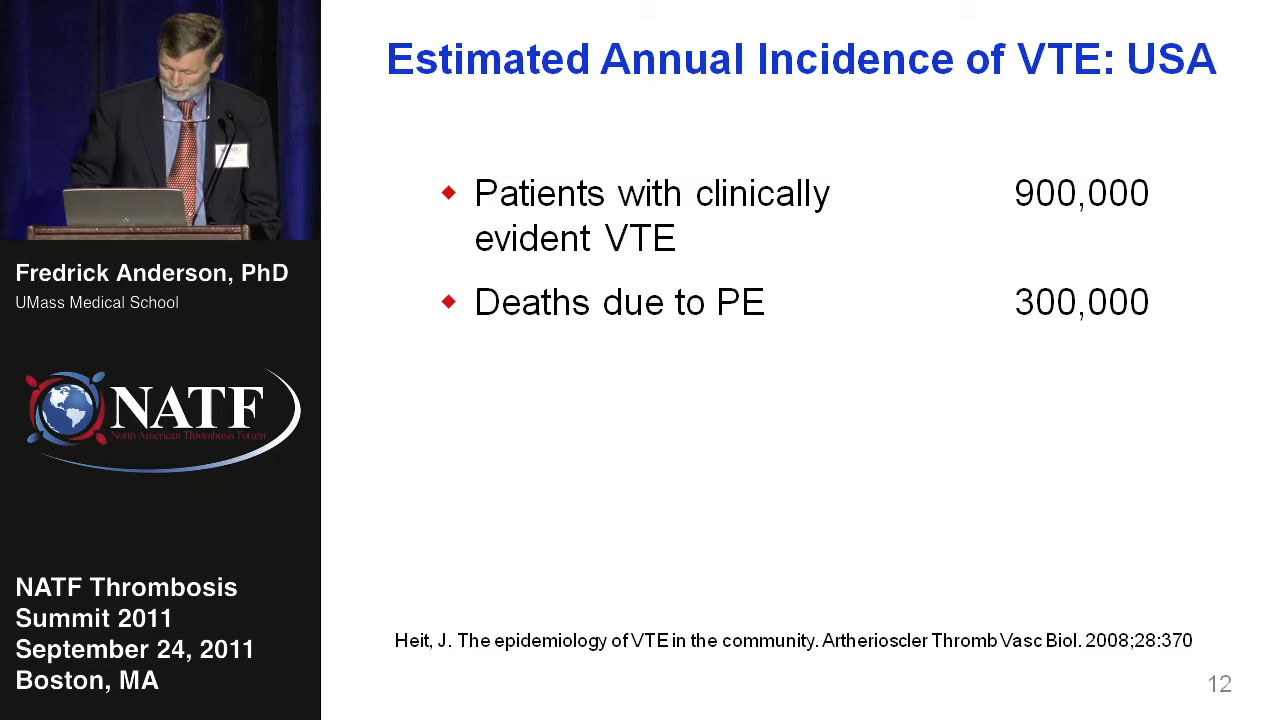 Estimated Annual Incidence of VTE: USA
Patients with clinically 900,000
evident VTE
Deaths due to PE 300,000
Heit, J. The epidemiology of VTE in the community. Artherioscler Thromb Vasc Biol. 2008;28:370
12
Fredrick Anderson, PhD
UMass Medical School
NATF
North American Thrombosis Forum
NATF Thrombosis
Summit 2011
September 24, 2011
Boston, MA